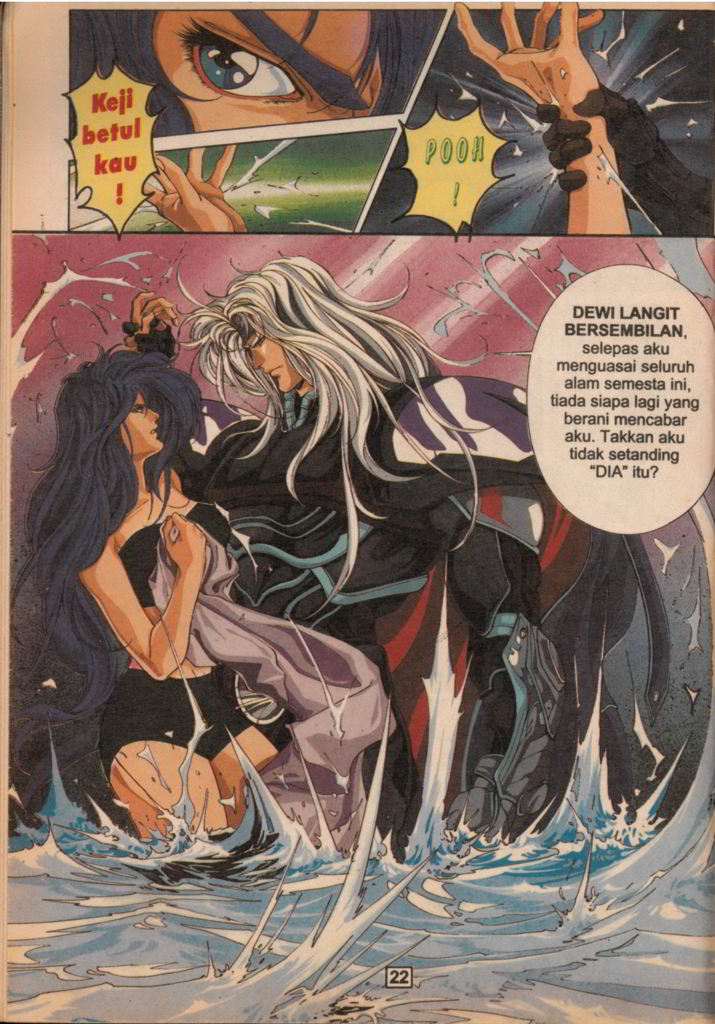 Keji
betul
kau
!
POOH
!
DEWI LANGIT
BERSEMBILAN,
selepas aku
menguasai seluruh
alam semesta ini,
tiada siapa lagi yang
berani mencabar
aku. Takkan aku
tidak setanding
“DIA” itu?
22